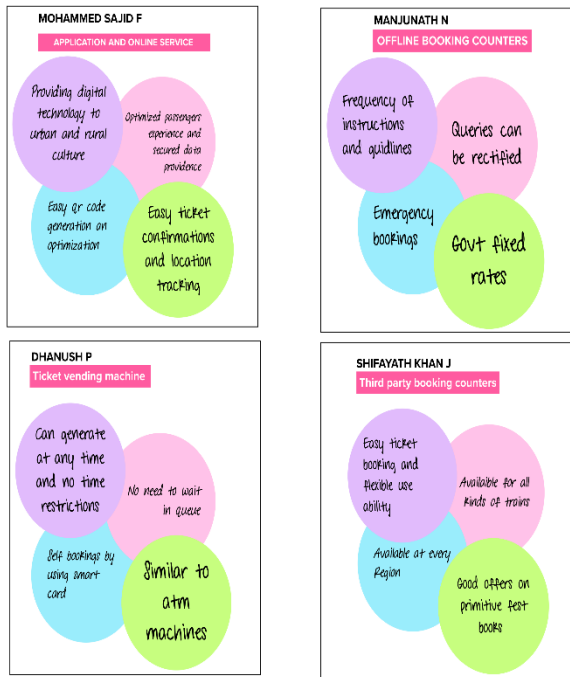 MOHAMMED SAJID F
APPLICATION AND ONLINE SERVICE
Providing digital
technology to
urban and rural
culture
Optimized passengers
experience and
secured data
providence
Easy qr code
generation an
optimization
Easy ticket
confirmations
and location
tracking
MANJUNATH N
OFFLINE BOOKING COUNTERS
Frequency of
instructions
and guidlines
Queries can
be rectified
Emergency
bookings
Govt fixed
rates
DHANUSH P
Ticket vending machine
Can generate
at any time
and no time
restrictions
No need to wait
in queue
Self bookings by
using smart
card
Similar to
atm
machines
SHIFAYATH KHAN J
Third party booking counters
Easy ticket
booking and
flexible use
ability
Available for all
kinds of trains
Available at every
Region
Good offers on
primitive fest
books